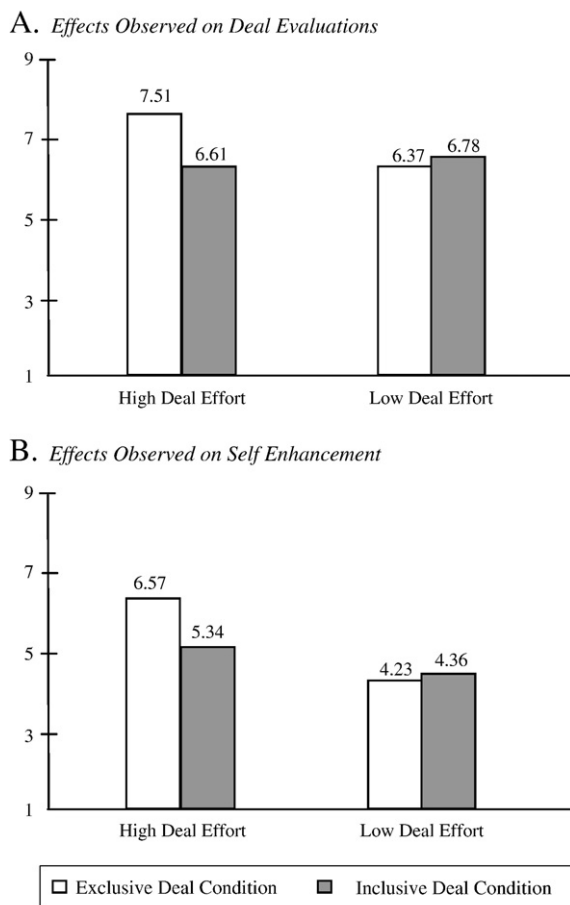 A. Effects Observed on Deal Evaluations
9
7.51
7
6.61
6.37
6.78
5
3
1
High Deal Effort
Low Deal Effort
B. Effects Observed on Self Enhancement
9
7
6.57
5.34
5
4.23
4.36
3
1
High Deal Effort
Low Deal Effort
Exclusive Deal Condition
Inclusive Deal Condition